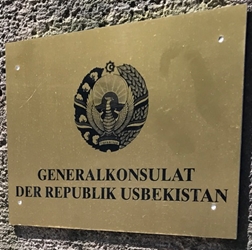 GENERALKONSULAT
DER REPUBLIK USBEKISTAN